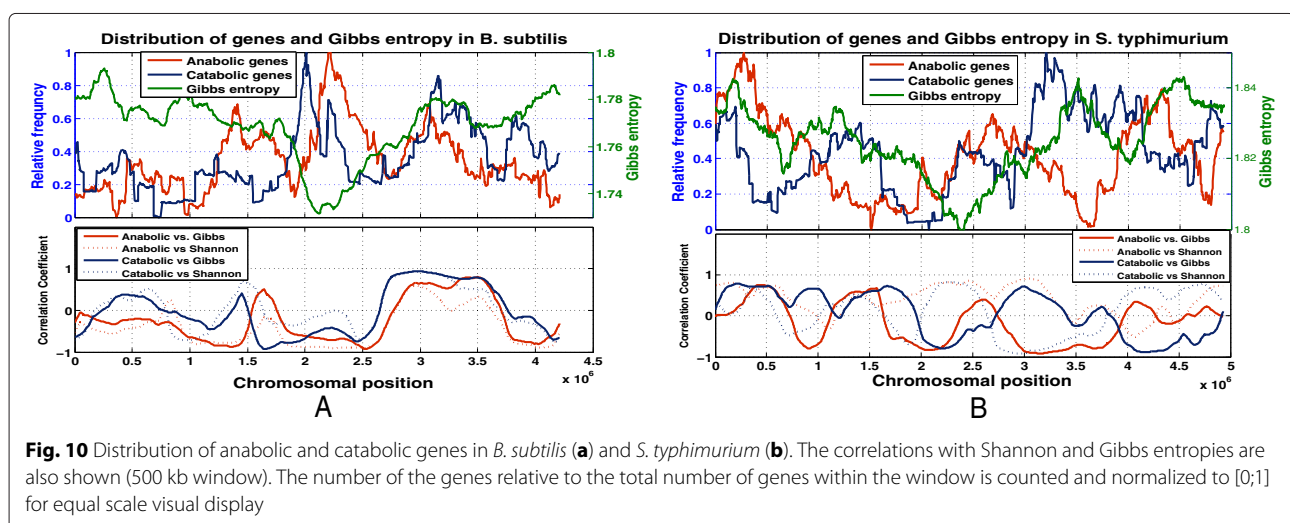 Distribution of genes and Gibbs entropy in B. subtilis
Anabolic genes
Catabolic genes
Gibbs entropy
Relative frequncy
1
0.8
0.6
0.4
0.2
0
1.8
1.78
1.76
1.74
Gibbs entropy
Anabolic vs. Gibbs
Anabolic vs Shannon
Catabolic vs Gibbs
Catabolic vs Shannon
Correlation Coefficient
1
0
−1
0 0.5 1 1.5 2 2.5 3 3.5 4 4.5
Chromosomal position
x 10⁶
A
Distribution of genes and Gibbs entropy in S. typhimurium
Anabolic genes
Catabolic genes
Gibbs entropy
Relative frequency
1
0.8
0.6
0.4
0.2
0
1.84
1.82
1.8
Gibbs entropy
Anabolic vs. Gibbs
Anabolic vs Shannon
Catabolic vs Gibbs
Catabolic vs Shannon
Correlation Coefficient
1
0
−1
0 0.5 1 1.5 2 2.5 3 3.5 4 4.5 5
Chromosomal position
x 10⁶
B
Fig. 10 Distribution of anabolic and catabolic genes in B. subtilis (a) and S. typhimurium (b). The correlations with Shannon and Gibbs entropies are
also shown (500 kb window). The number of the genes relative to the total number of genes within the window is counted and normalized to [0;1]
for equal scale visual display